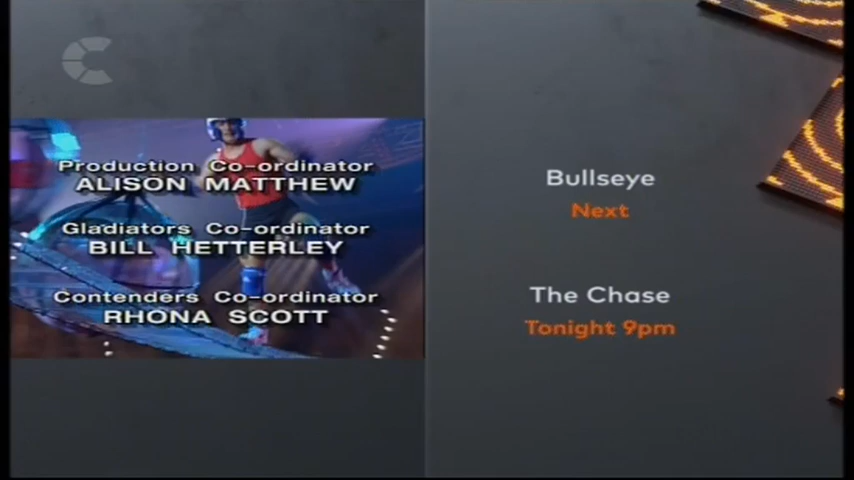 Production Co-ordinator
ALISON MATTHEW
Gladiators Co-ordinator
BILL HETTERLEY
Contenders Co-ordinator
RHONA SCOTT
Bullseye
Next
The Chase
Tonight 9pm